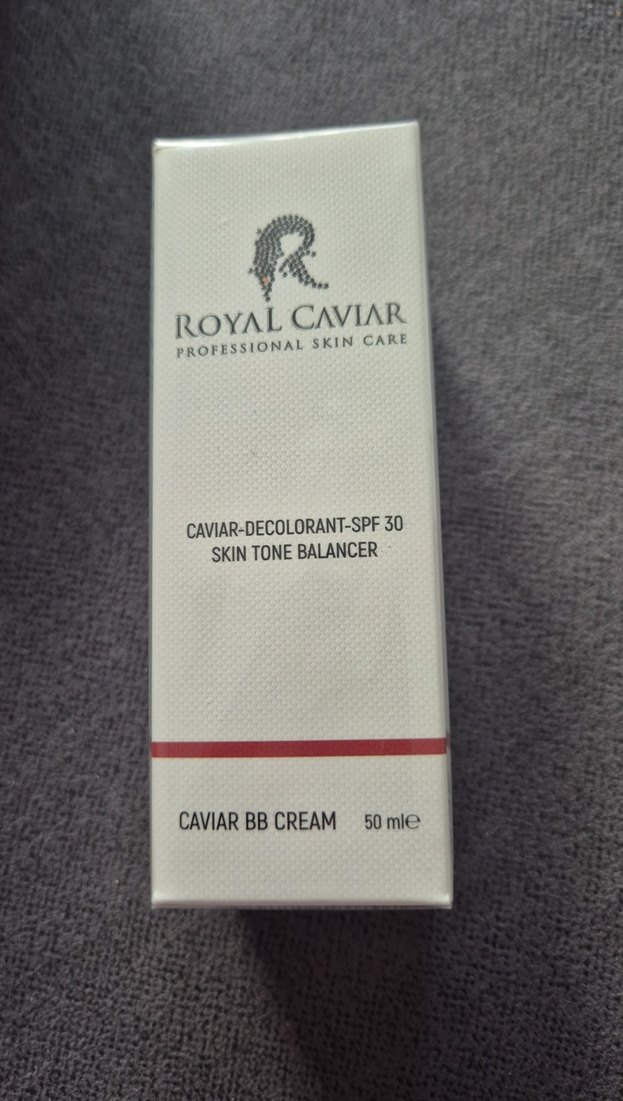 ROYAL CAVIAR
PROFESSIONAL SKIN CARE
CAVIAR-DECOLORANT-SPF 30
SKIN TONE BALANCER
CAVIAR BB CREAM 50 ml℮